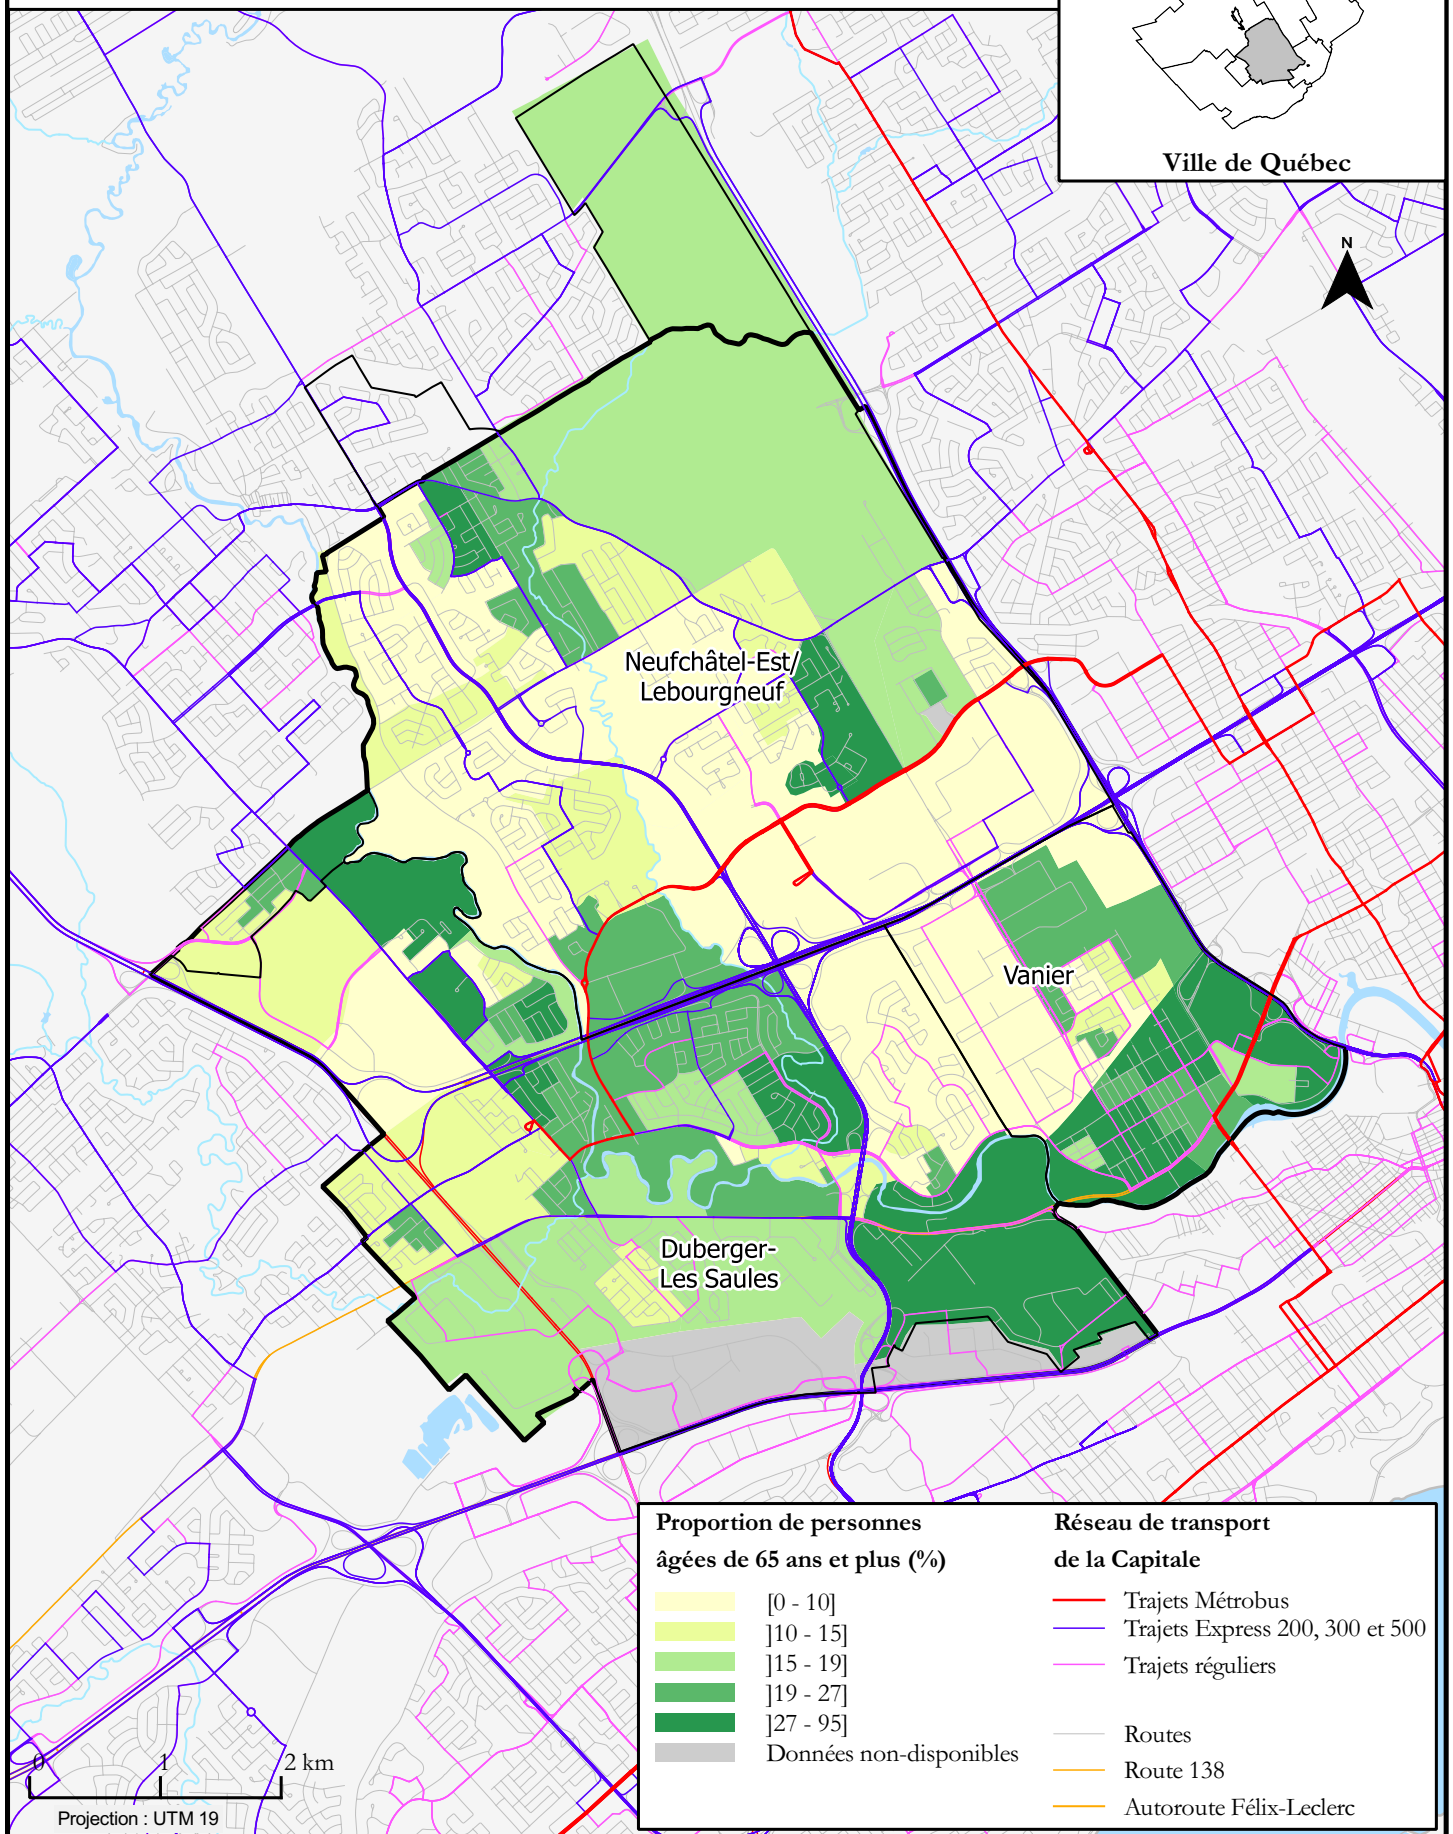 Ville de Québec
N
Neufchâtel-Est/
Lebourgneuf
Vanier
Duberger-
Les Saules
Proportion de personnes
âgées de 65 ans et plus (%)
[0 - 10]
]10 - 15]
]15 - 19]
]19 - 27]
]27 - 95]
Données non-disponibles
Réseau de transport
de la Capitale
Trajets Métrobus
Trajets Express 200, 300 et 500
Trajets réguliers
Routes
Route 138
Autoroute Félix-Leclerc
0 1 2 km
Projection : UTM 19